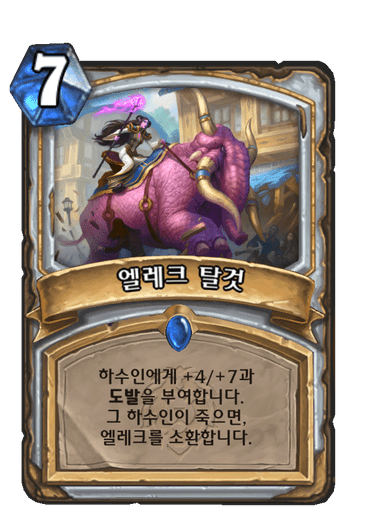 7
엘레크 탈것
하수인에게 +4/+7과
도발을 부여합니다.
그 하수인이 죽으면,
엘레크를 소환합니다.